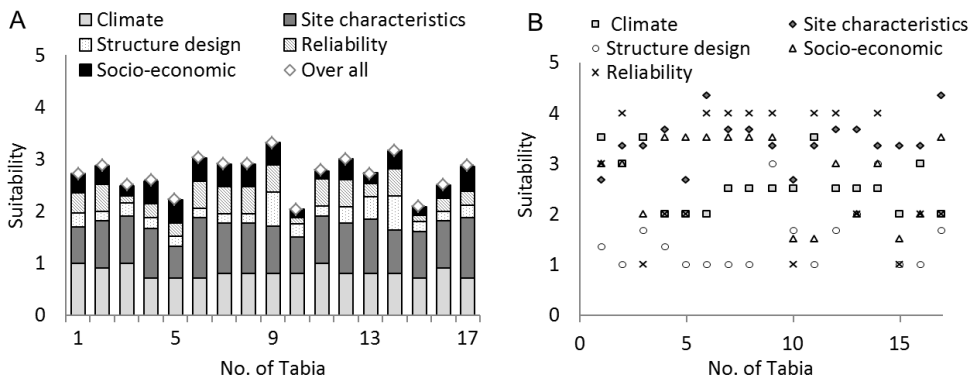 A
Climate
Site characteristics
Structure design
Reliability
Socio-economic
Over all
5
4
3
2
1
0
Suitability
1
5
9
13
17
No. of Tabia
B
Climate
Site characteristics
Structure design
Socio-economic
Reliability
5
4
3
2
1
0
Suitability
0
5
10
15
No. of Tabia